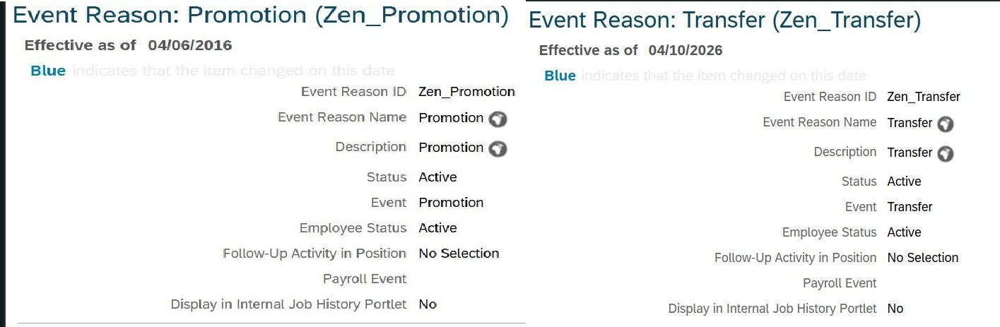 Event Reason: Promotion (Zen_Promotion)
Effective as of 04/06/2016
Blue indicates that the item changed on this date
Event Reason ID Zen_Promotion
Event Reason Name Promotion
Description Promotion
Status Active
Event Promotion
Employee Status Active
Follow-Up Activity in Position No Selection
Payroll Event
Display in Internal Job History Portlet No
Event Reason: Transfer (Zen_Transfer)
Effective as of 04/10/2026
Blue indicates that the item changed on this date
Event Reason ID Zen_Transfer
Event Reason Name Transfer
Description Transfer
Status Active
Event Transfer
Employee Status Active
Follow-Up Activity in Position No Selection
Payroll Event
Display in Internal Job History Portlet No